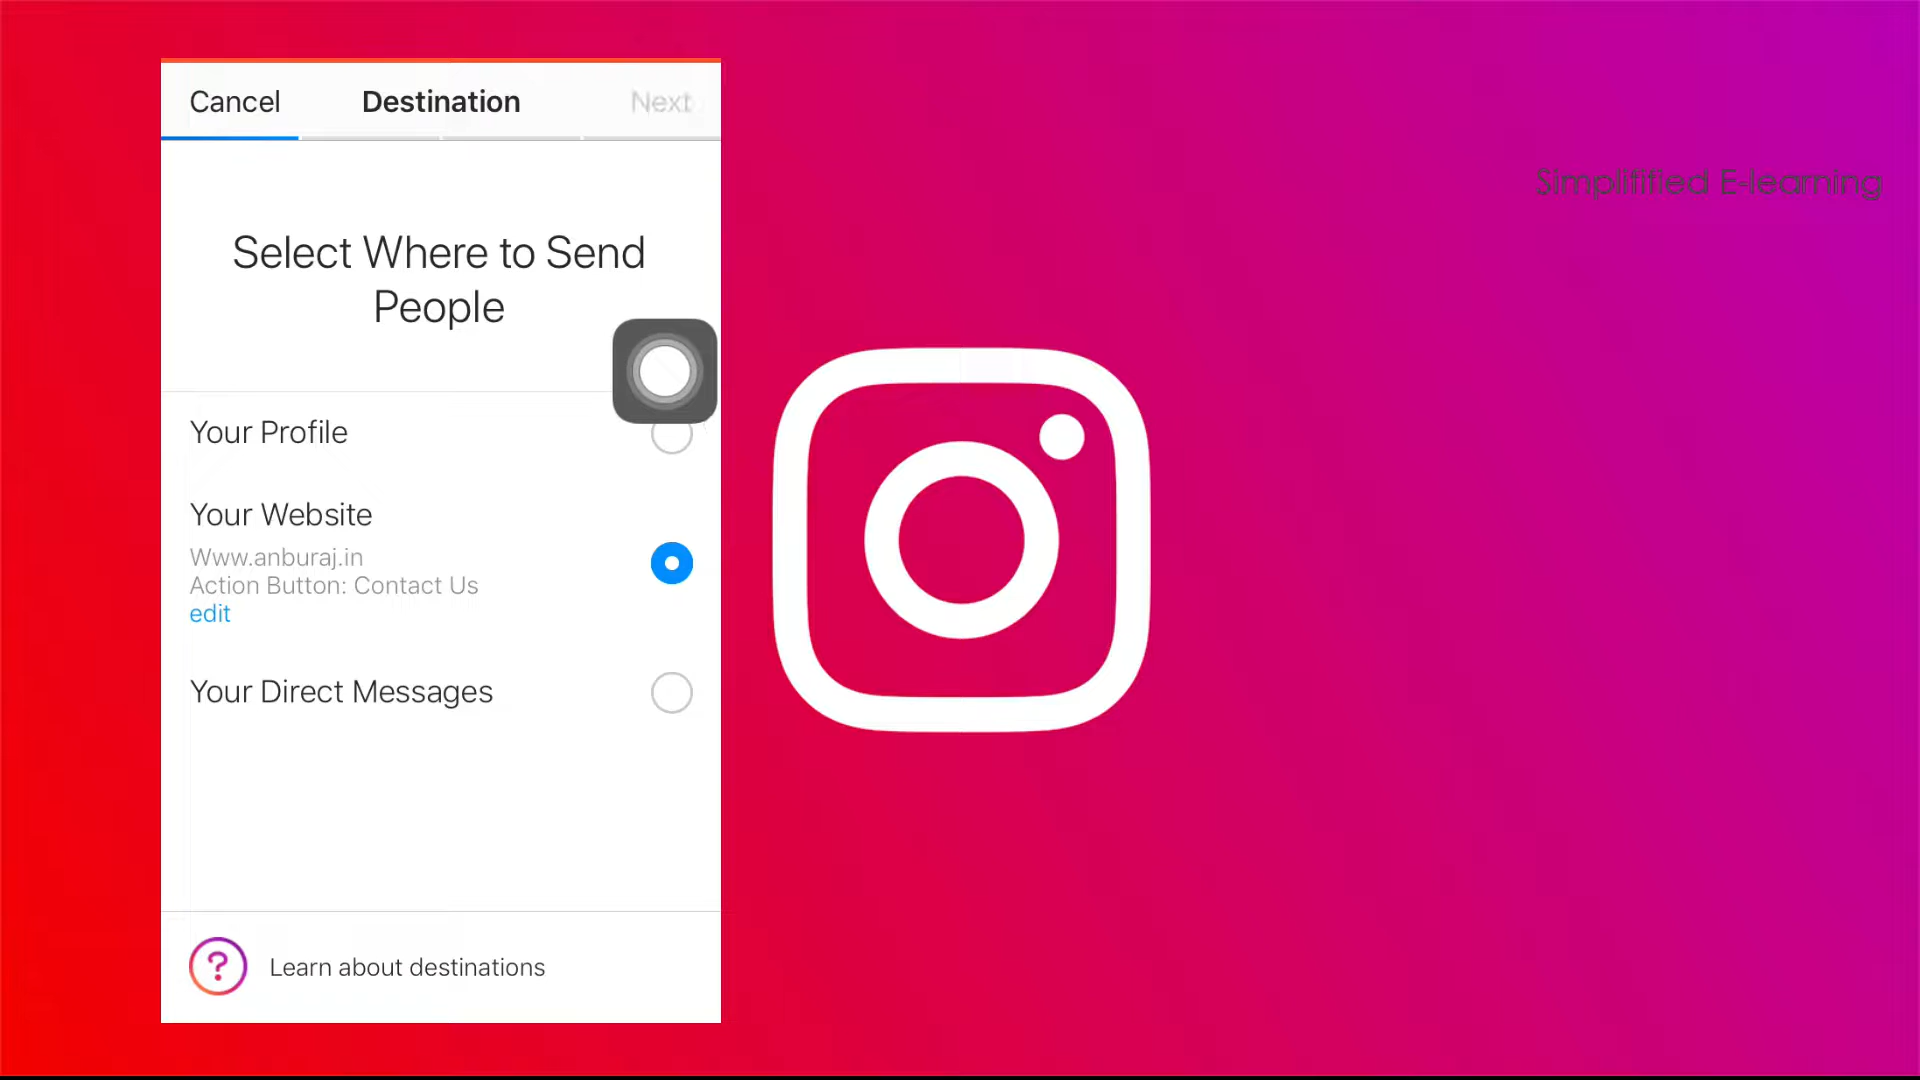 Cancel Destination Next
Simplifified E-learning
Select Where to Send
People
Your Profile
Your Website
Www.anburaj.in
Action Button: Contact Us
edit
Your Direct Messages
? Learn about destinations